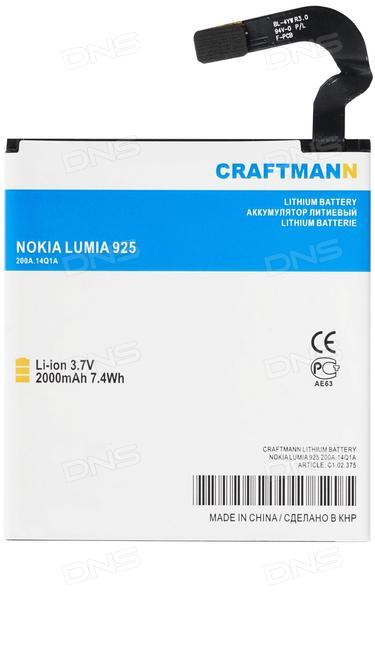 BL-4YW R3.0
94V-0 P/L
F-PCB
CRAFTMANN
LITHIUM BATTERY
АККУМУЛЯТОР ЛИТИЕВЫЙ
LITHIUM BATTERIE
NOKIA LUMIA 925
200A.14Q1A
Li-ion 3.7V
2000mAh 7.4Wh
CE
PC
AE63
CRAFTMANN LITHIUM BATTERY
NOKIA LUMIA 925 200A.14Q1A
ARTICLE: C1.02.375
MADE IN CHINA / СДЕЛАНО В КНР
DNS